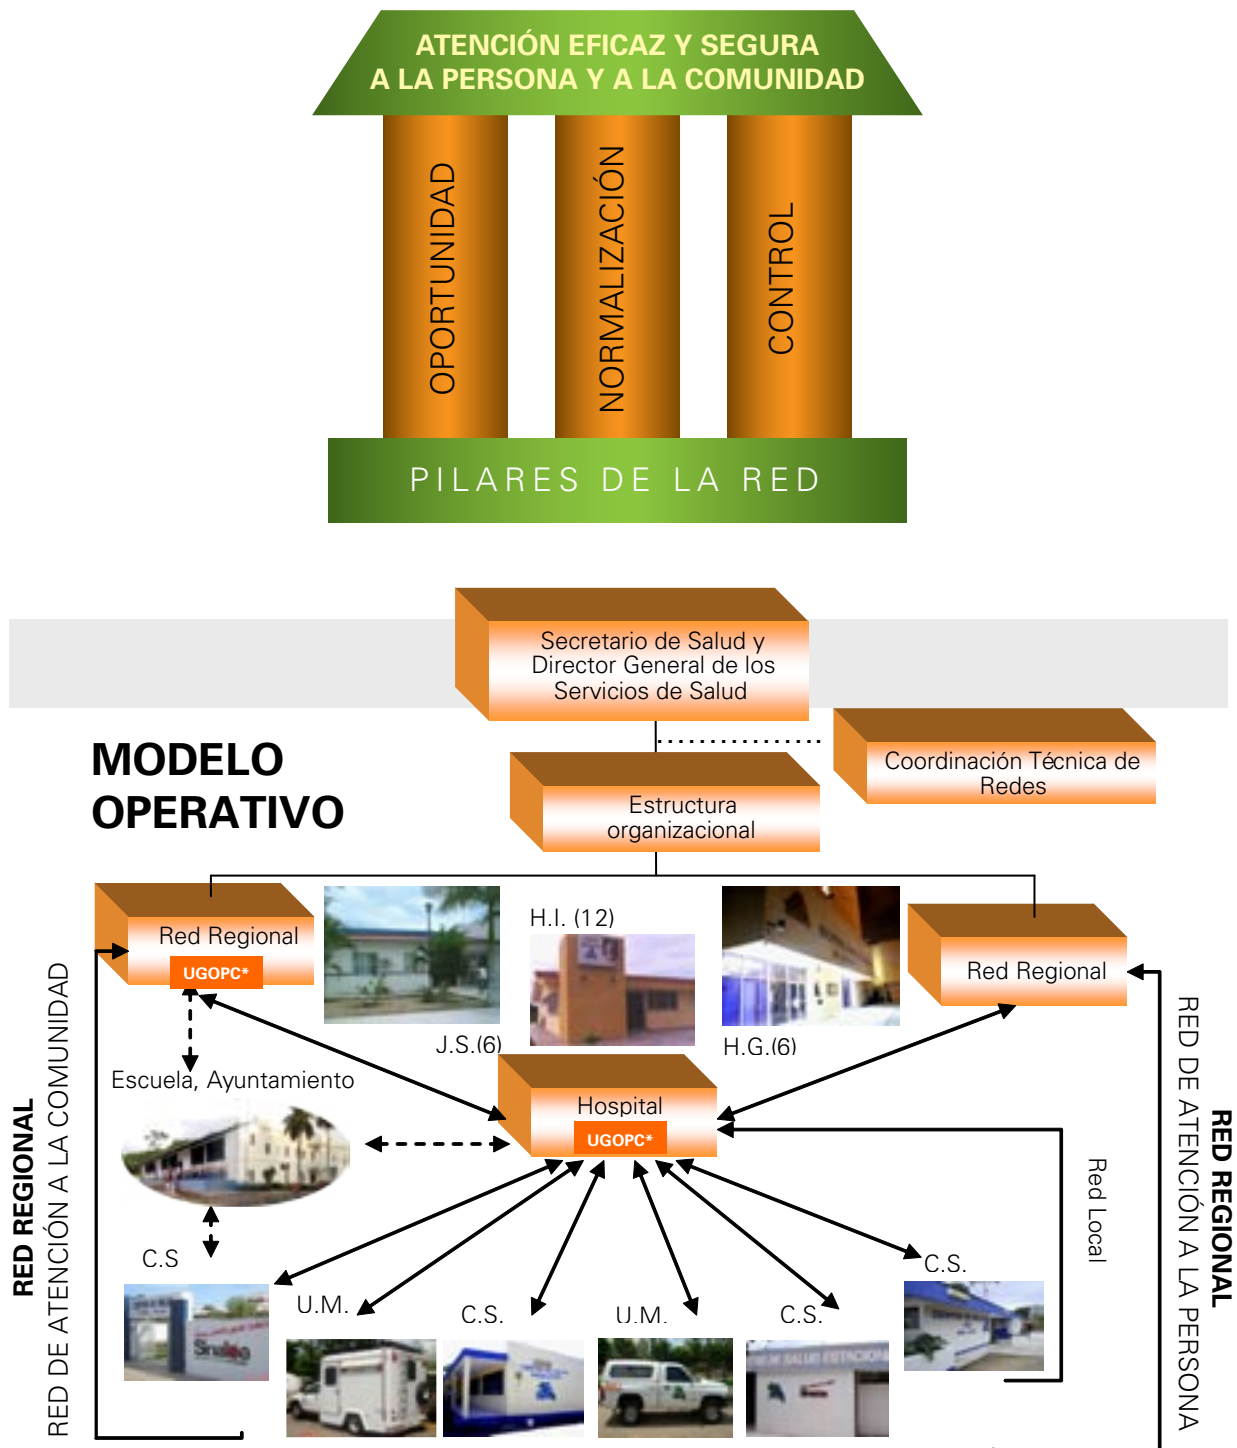 ATENCIÓN EFICAZ Y SEGURA
A LA PERSONA Y A LA COMUNIDAD
OPORTUNIDAD
NORMALIZACIÓN
CONTROL
PILARES DE LA RED
Secretario de Salud y
Director General de los
Servicios de Salud
MODELO
OPERATIVO
Coordinación Técnica de
Redes
Estructura
organizacional
Red Regional
UGOPC*
H.I. (12)
Red Regional
J.S.(6)
H.G.(6)
Escuela, Ayuntamiento
Hospital
UGOPC*
RED REGIONAL
RED DE ATENCIÓN A LA COMUNIDAD
Red Local
RED REGIONAL
RED DE ATENCIÓN A LA PERSONA
C.S
U.M.
C.S.
U.M.
C.S.
C.S.
Sinaloa